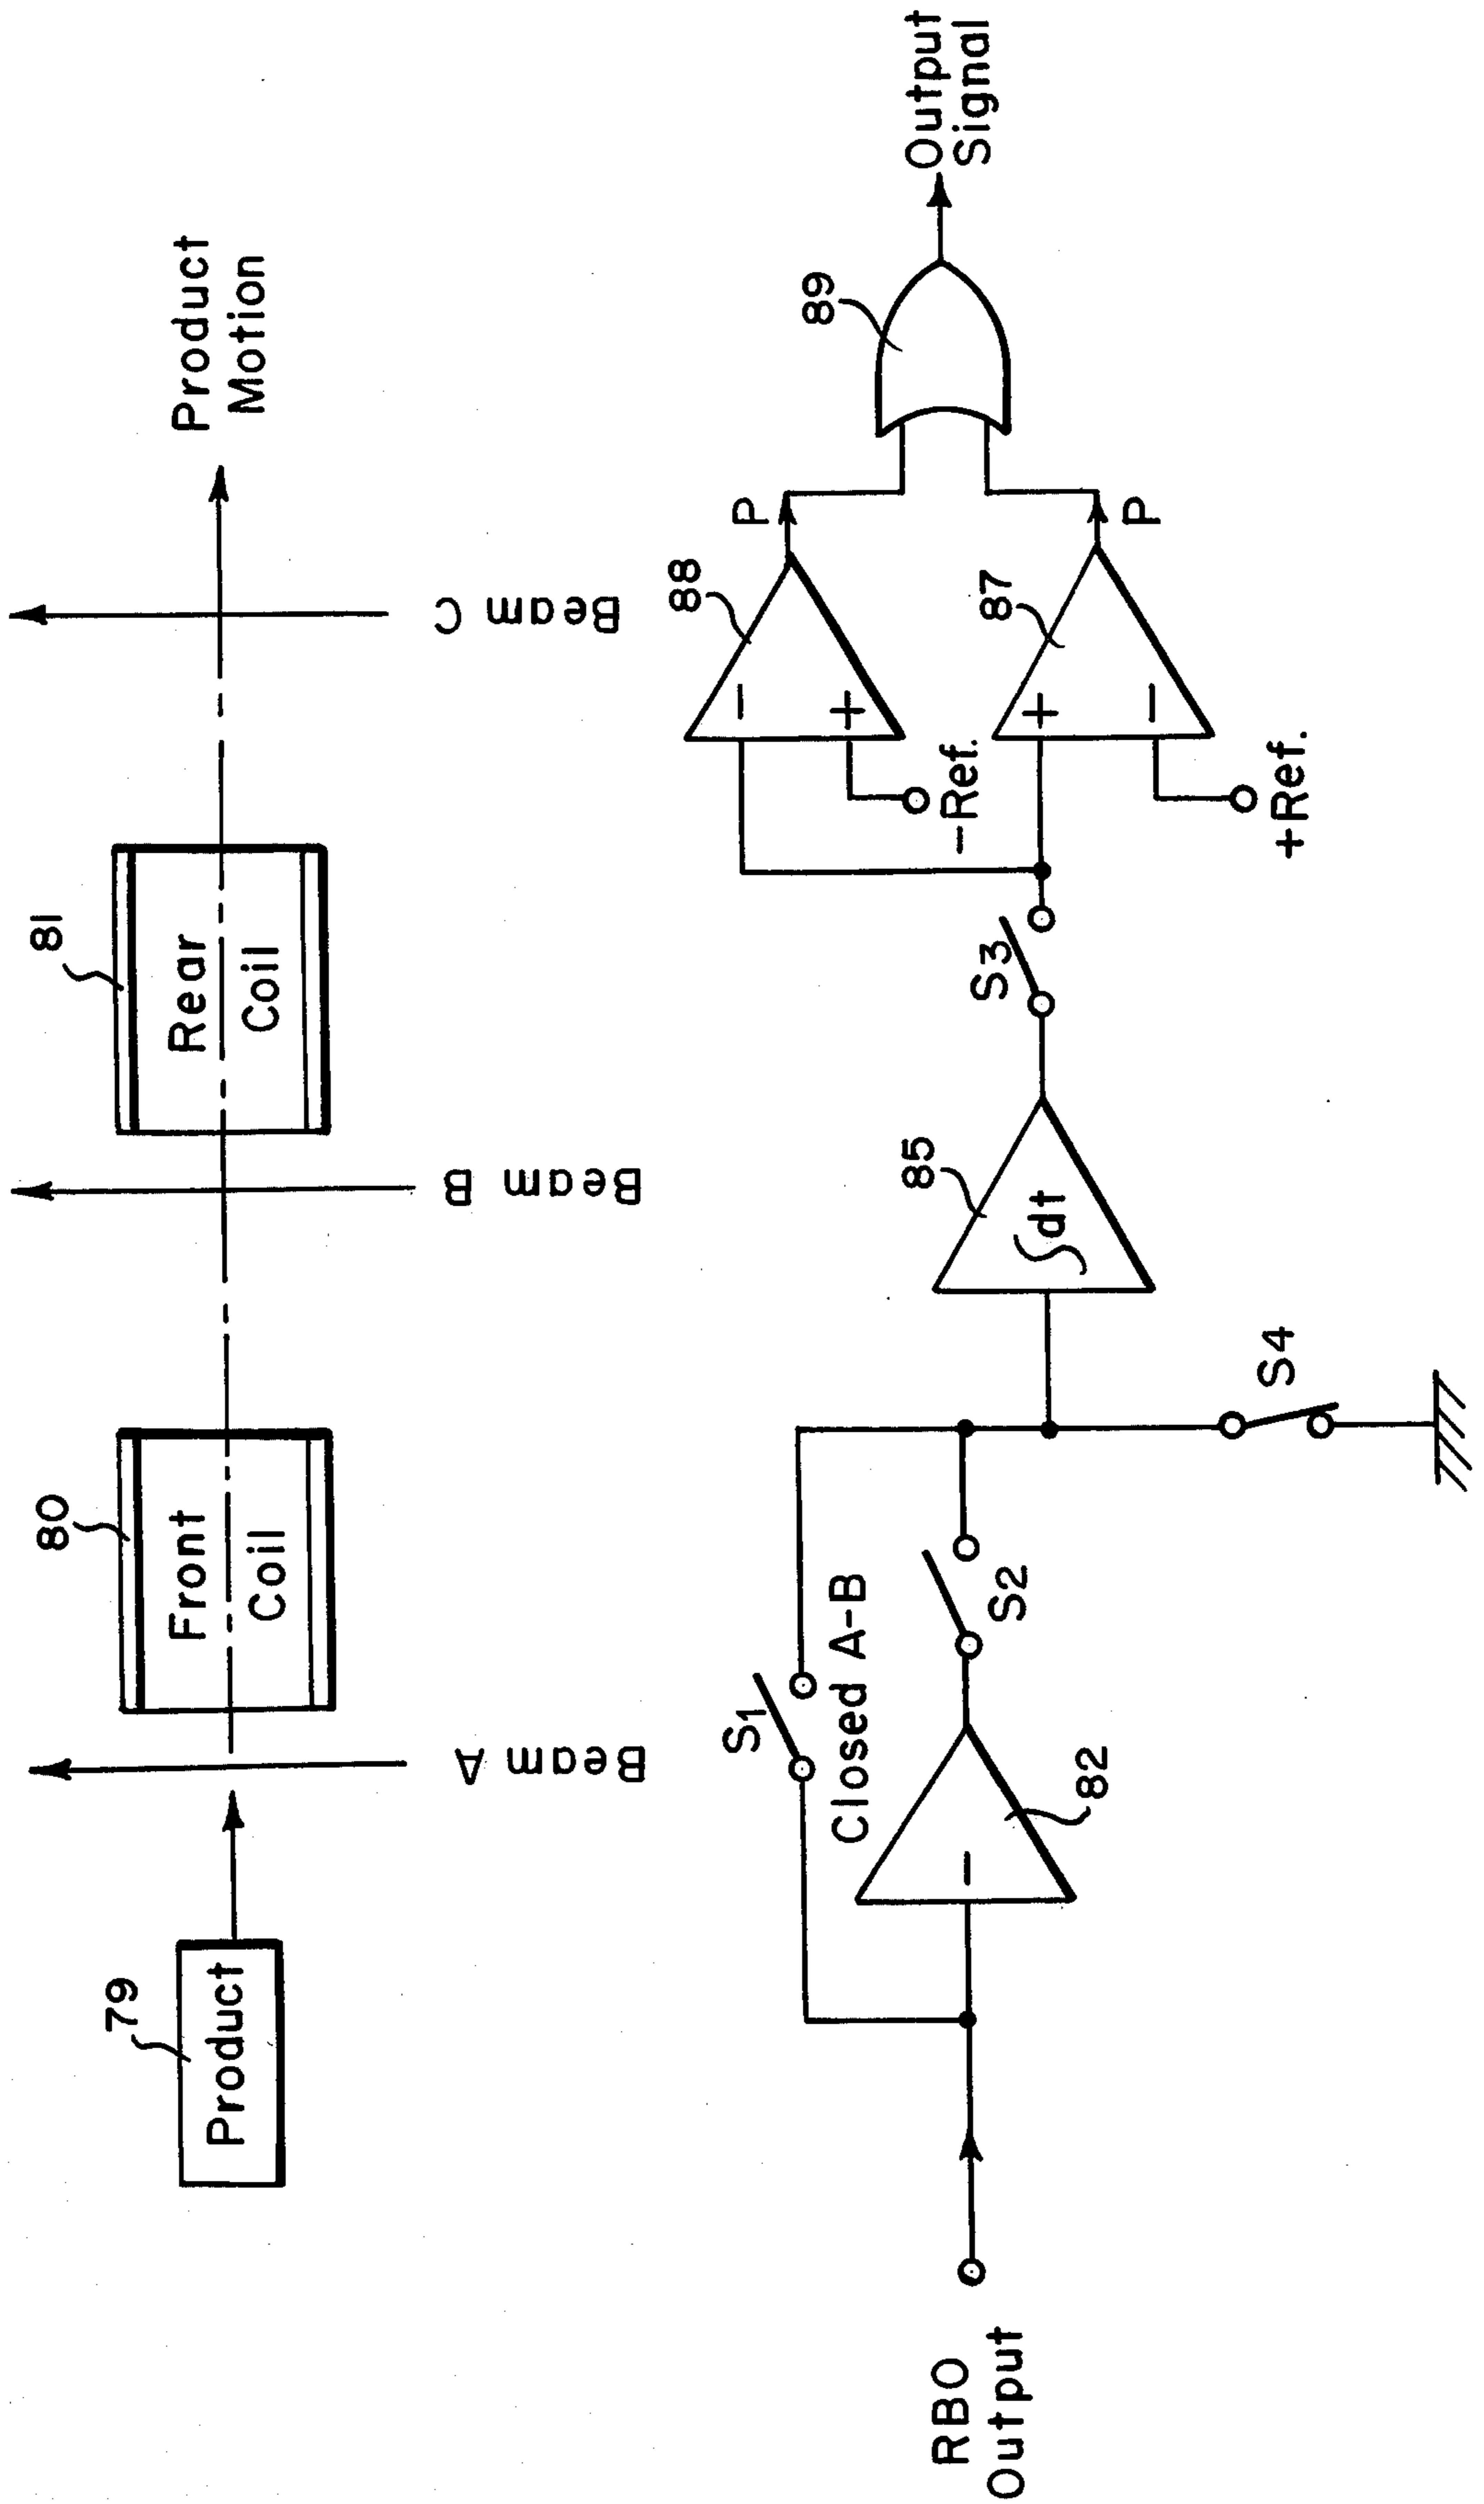 79
Product
80
Front
Coil
81
Rear
Coil
Product
Motion
Beam A
Beam B
Beam C
RBO
Output
S1
Closed A-B
−
82
S2
S4
85
∫dt
S3
88
−
+
−Ref.
P
87
+
−
+Ref.
P
89
Output
Signal